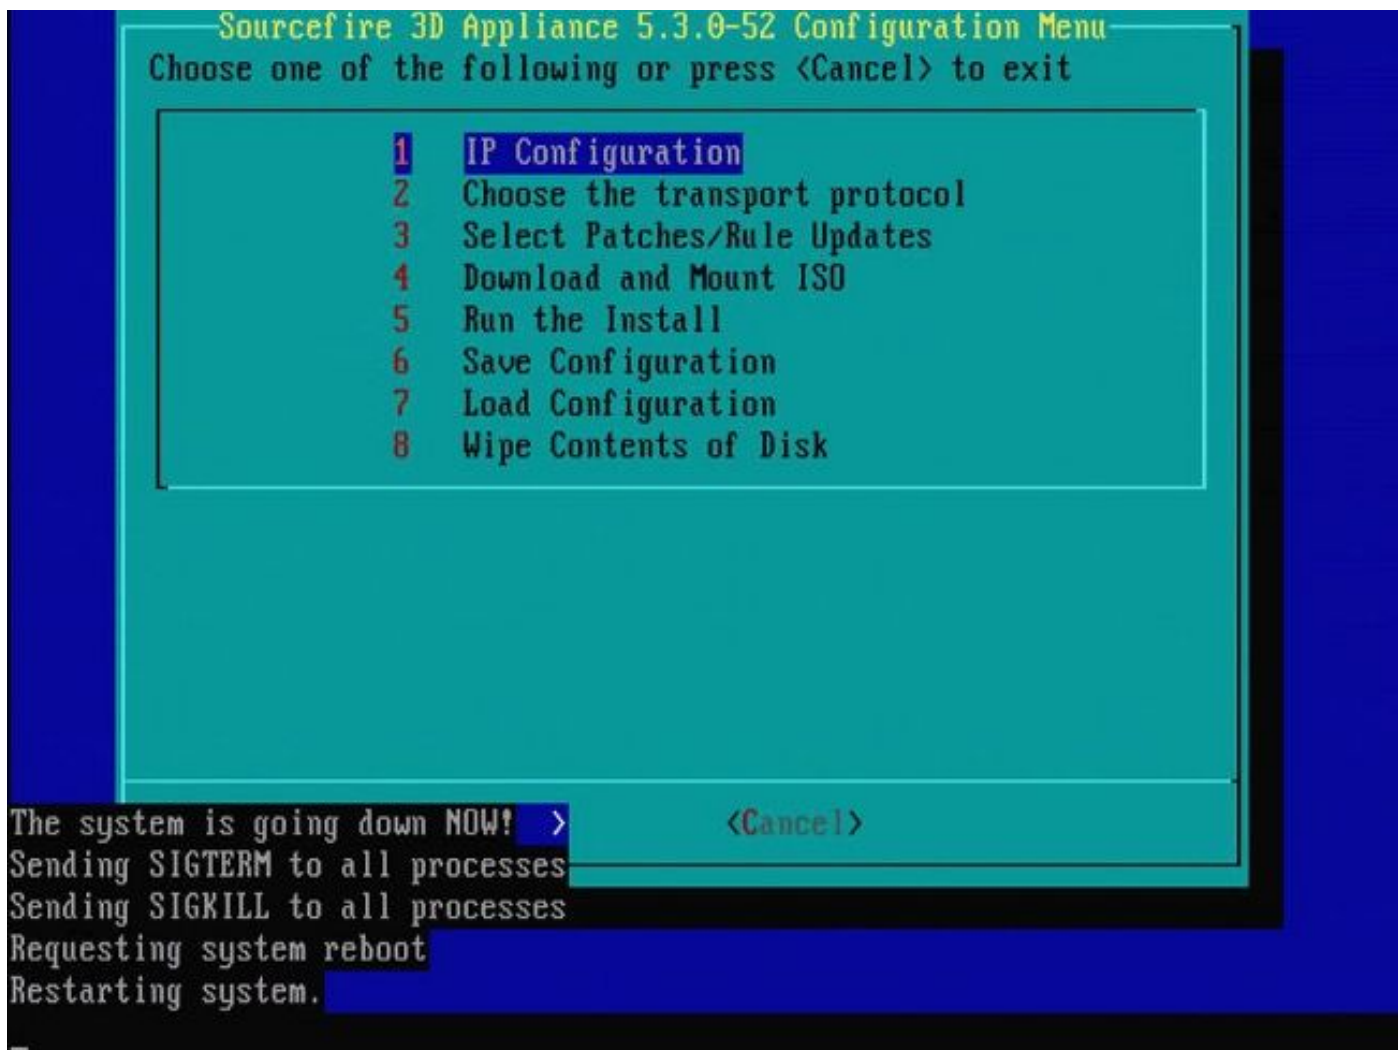 Sourcefire 3D Appliance 5.3.0-52 Configuration Menu
Choose one of the following or press <Cancel> to exit
1 IP Configuration
2 Choose the transport protocol
3 Select Patches/Rule Updates
4 Download and Mount ISO
5 Run the Install
6 Save Configuration
7 Load Configuration
8 Wipe Contents of Disk
The system is going down NOW! > <Cancel>
Sending SIGTERM to all processes
Sending SIGKILL to all processes
Requesting system reboot
Restarting system.